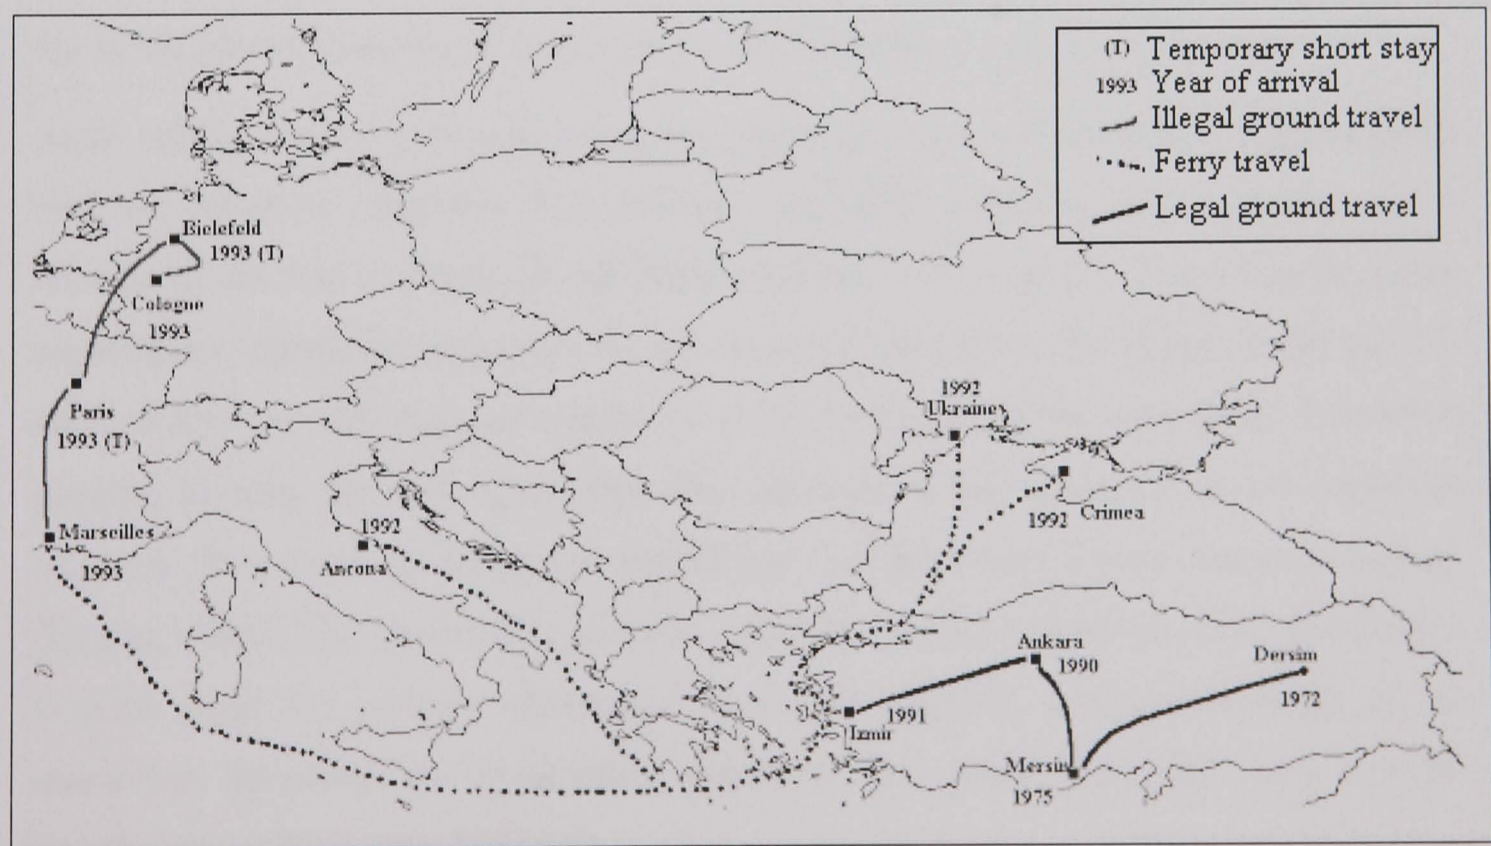 (T) Temporary short stay
1993 Year of arrival
Illegal ground travel
Ferry travel
Legal ground travel
Bielefeld
1993 (T)
Cologne
1993
Paris
1993 (T)
Marseilles
1993
1992
Ancona
1992
Ukraine
1992 Crimea
Ankara
1990
Dersim
1972
1991
Izmir
Mersin
1975